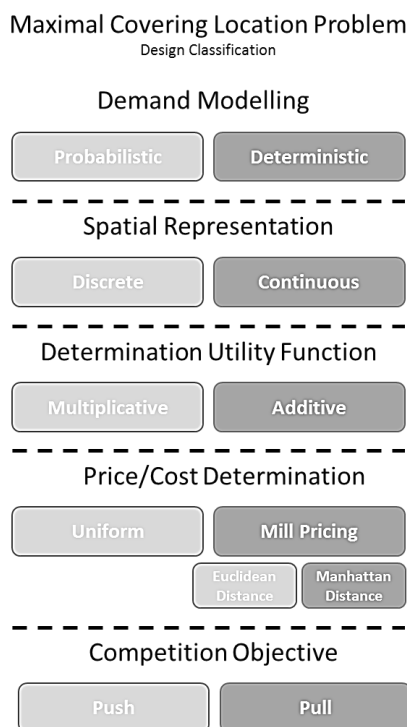 Maximal Covering Location Problem
Design Classification
Demand Modelling
Probabilistic
Deterministic
Spatial Representation
Discrete
Continuous
Determination Utility Function
Multiplicative
Additive
Price/Cost Determination
Uniform
Mill Pricing
Euclidean
Distance
Manhattan
Distance
Competition Objective
Push
Pull